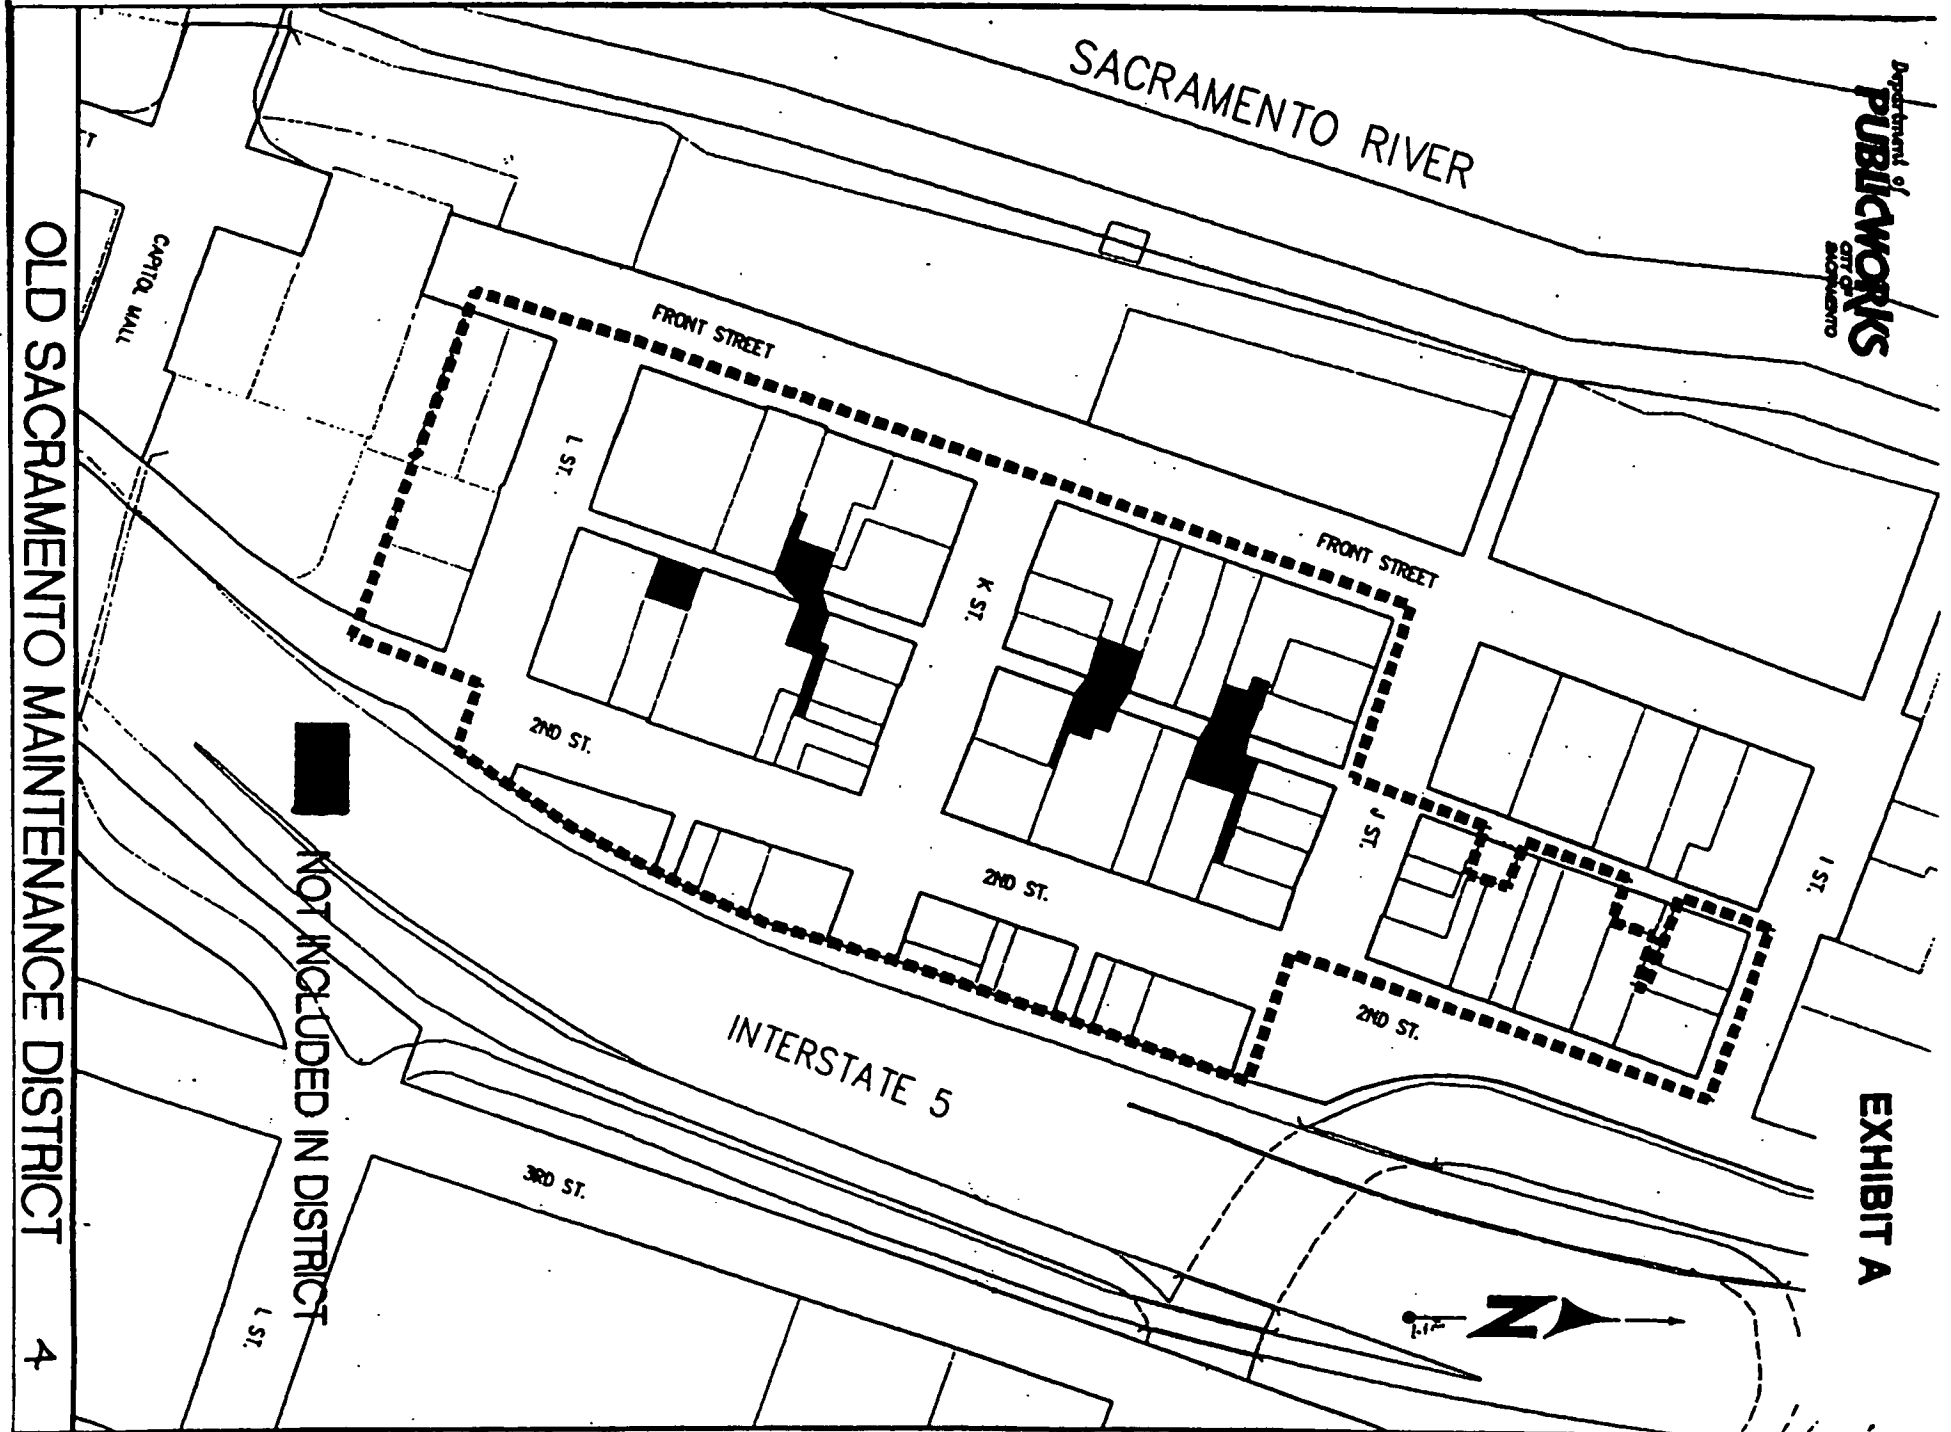 Department of
PUBLIC WORKS
CITY OF
SACRAMENTO
EXHIBIT A
SACRAMENTO RIVER
FRONT STREET
FRONT STREET
CAPITOL MALL
T
L ST.
K ST.
J ST.
I ST.
2ND ST.
2ND ST.
2ND ST.
INTERSTATE 5
3RD ST.
L ST.
N
NOT INCLUDED IN DISTRICT
OLD SACRAMENTO MAINTENANCE DISTRICT 4